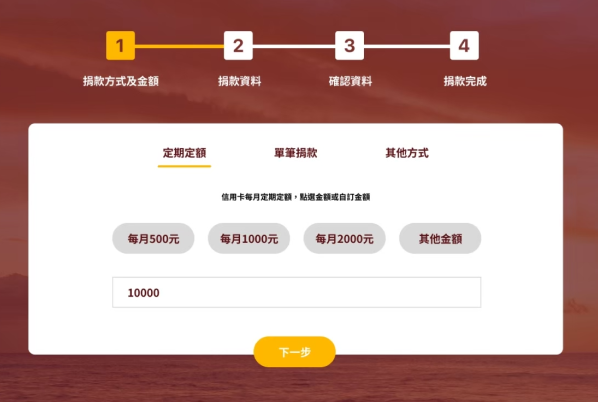 1 2 3 4
捐款方式及金額 捐款資料 確認資料 捐款完成
定期定額 單筆捐款 其他方式
信用卡每月定期定額，點選金額或自訂金額
每月500元 每月1000元 每月2000元 其他金額
10000
下一步